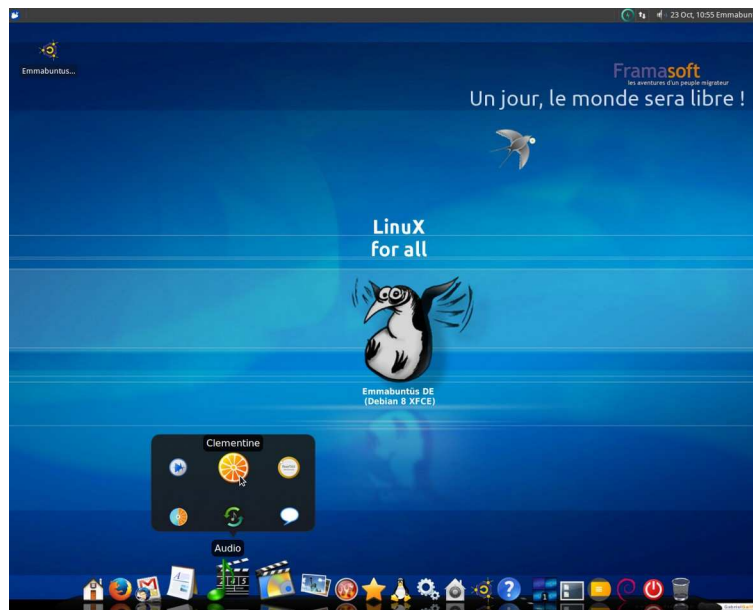 23 Oct, 10:55 Emmabun
Emmabuntus...
Framasoft
les aventures d'un peuple migrateur
Un jour, le monde sera libre !
LinuX
for all
Emmabuntüs DE
(Debian 8 XFCE)
Clementine
Audio